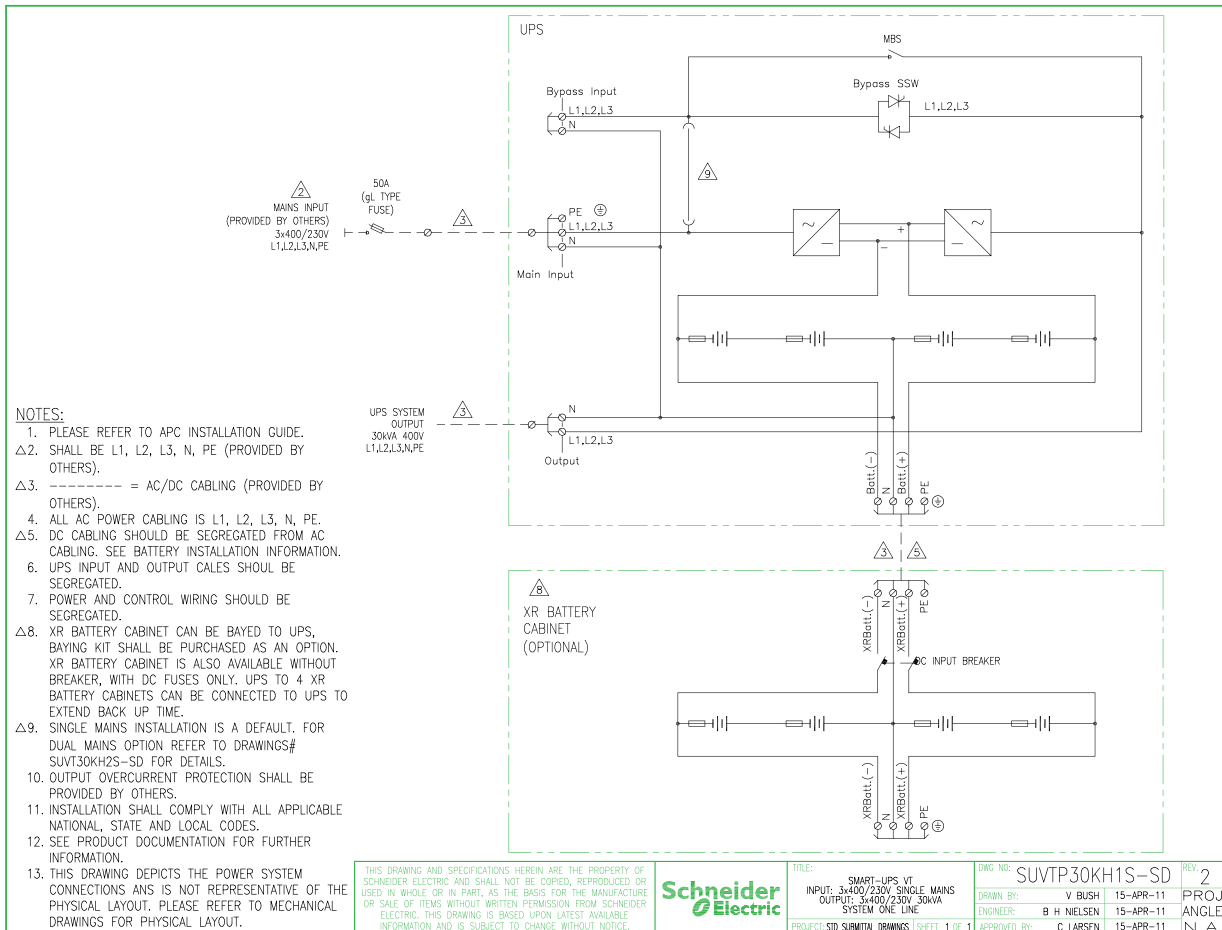 UPS
MBS
Bypass SSW
L1,L2,L3
Bypass Input
L1,L2,L3
N
9
2
MAINS INPUT
(PROVIDED BY OTHERS)
3x400/230V
L1,L2,L3,N,PE
50A
(gL TYPE
FUSE)
3
PE
L1,L2,L3
N
Main Input
+
−
UPS SYSTEM
OUTPUT
30kVA 400V
L1,L2,L3,N,PE
3
N
L1,L2,L3
Output
Batt.(−)
N
Batt.(+)
PE
3
5
8
XR BATTERY
CABINET
(OPTIONAL)
XRBatt.(−)
N
XRBatt.(+)
PE
DC INPUT BREAKER
XRBatt.(−)
N
XRBatt.(+)
PE
NOTES:
1. PLEASE REFER TO APC INSTALLATION GUIDE.
△2. SHALL BE L1, L2, L3, N, PE (PROVIDED BY
OTHERS).
△3. −−−−−−−− = AC/DC CABLING (PROVIDED BY
OTHERS).
4. ALL AC POWER CABLING IS L1, L2, L3, N, PE.
△5. DC CABLING SHOULD BE SEGREGATED FROM AC
CABLING. SEE BATTERY INSTALLATION INFORMATION.
6. UPS INPUT AND OUTPUT CALES SHOUL BE
SEGREGATED.
7. POWER AND CONTROL WIRING SHOULD BE
SEGREGATED.
△8. XR BATTERY CABINET CAN BE BAYED TO UPS,
BAYING KIT SHALL BE PURCHASED AS AN OPTION.
XR BATTERY CABINET IS ALSO AVAILABLE WITHOUT
BREAKER, WITH DC FUSES ONLY. UPS TO 4 XR
BATTERY CABINETS CAN BE CONNECTED TO UPS TO
EXTEND BACK UP TIME.
△9. SINGLE MAINS INSTALLATION IS A DEFAULT. FOR
DUAL MAINS OPTION REFER TO DRAWINGS#
SUVT30KH2S−SD FOR DETAILS.
10. OUTPUT OVERCURRENT PROTECTION SHALL BE
PROVIDED BY OTHERS.
11. INSTALLATION SHALL COMPLY WITH ALL APPLICABLE
NATIONAL, STATE AND LOCAL CODES.
12. SEE PRODUCT DOCUMENTATION FOR FURTHER
INFORMATION.
13. THIS DRAWING DEPICTS THE POWER SYSTEM
CONNECTIONS ANS IS NOT REPRESENTATIVE OF THE
PHYSICAL LAYOUT. PLEASE REFER TO MECHANICAL
DRAWINGS FOR PHYSICAL LAYOUT.
THIS DRAWING AND SPECIFICATIONS HEREIN ARE THE PROPERTY OF
SCHNEIDER ELECTRIC AND SHALL NOT BE COPIED, REPRODUCED OR
USED IN WHOLE OR IN PART, AS THE BASIS FOR THE MANUFACTURE
OR SALE OF ITEMS WITHOUT WRITTEN PERMISSION FROM SCHNEIDER
ELECTRIC. THIS DRAWING IS BASED UPON LATEST AVAILABLE
INFORMATION AND IS SUBJECT TO CHANGE WITHOUT NOTICE.
Schneider
Electric
TITLE:
SMART−UPS VT
INPUT: 3x400/230V SINGLE MAINS
OUTPUT: 3x400/230V 30kVA
SYSTEM ONE LINE
PROJECT: STD SUBMITTAL DRAWINGS SHEET 1 OF 1
DWG NO: SUVTP30KH1S−SD REV. 2
DRAWN BY: V BUSH 15−APR−11 PROJ
ENGINEER: B H NIELSEN 15−APR−11 ANGLE
APPROVED BY: C LARSEN 15−APR−11 N A